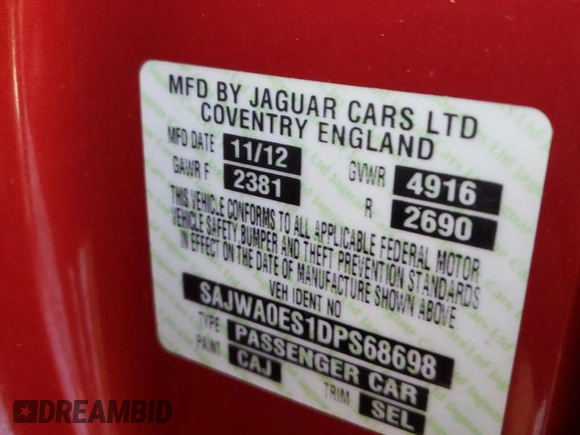 MFD BY JAGUAR CARS LTD
COVENTRY ENGLAND
MFD DATE 11/12 GVWR 4916
GAWR F 2381 R 2690
THIS VEHICLE CONFORMS TO ALL APPLICABLE FEDERAL MOTOR
VEHICLE SAFETY BUMPER AND THEFT PREVENTION STANDARDS
IN EFFECT ON THE DATE OF MANUFACTURE SHOWN ABOVE
VEH IDENT NO
SAJWA0ES1DPS68698
TYPE PASSENGER CAR
PAINT CAJ TRIM SEL
DREAMBID